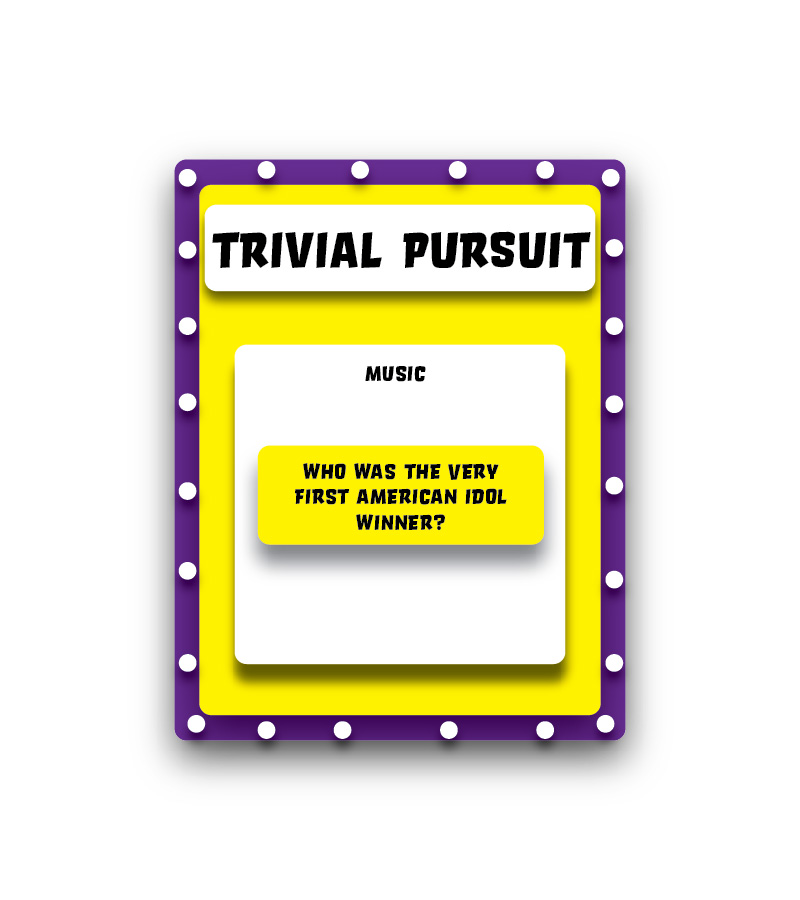 TRIVIAL PURSUIT
MUSIC
WHO WAS THE VERY
FIRST AMERICAN IDOL
WINNER?